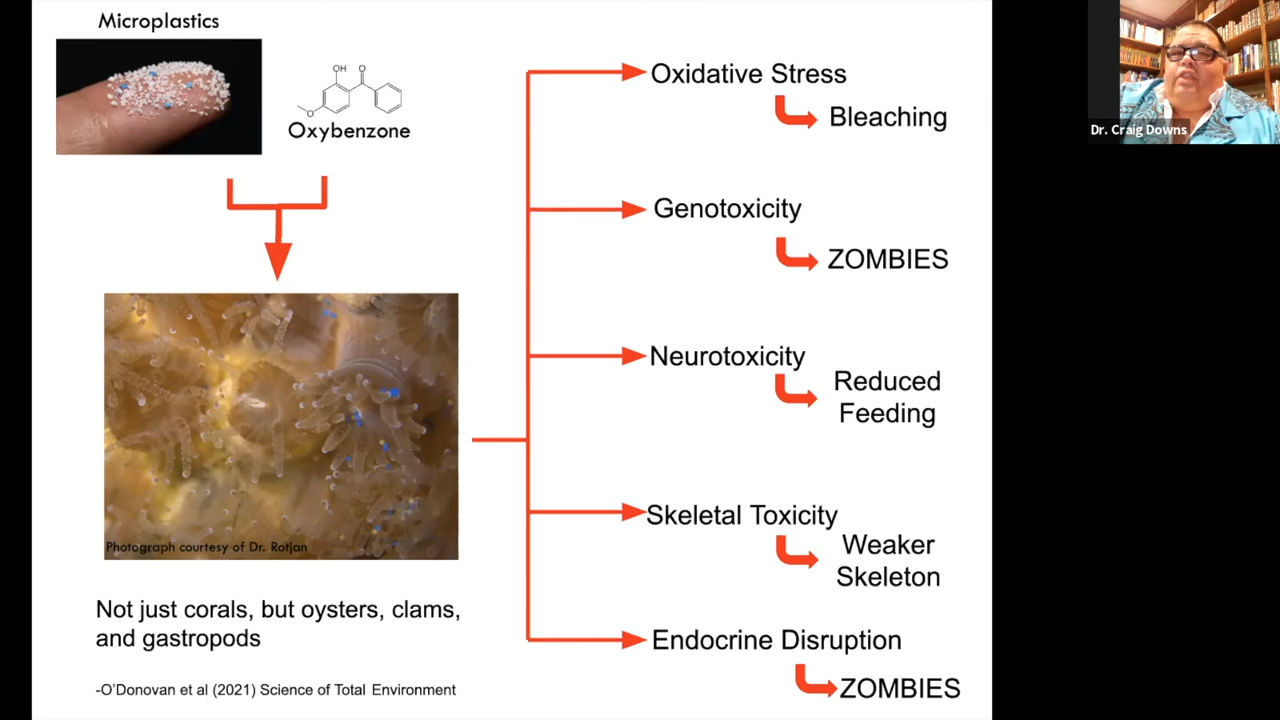 Microplastics
OH
O
O
Oxybenzone
Photograph courtesy of Dr. Rotjan
Not just corals, but oysters, clams,
and gastropods
-O’Donovan et al (2021) Science of Total Environment
Oxidative Stress
Bleaching
Genotoxicity
ZOMBIES
Neurotoxicity
Reduced
Feeding
Skeletal Toxicity
Weaker
Skeleton
Endocrine Disruption
ZOMBIES
Dr. Craig Downs